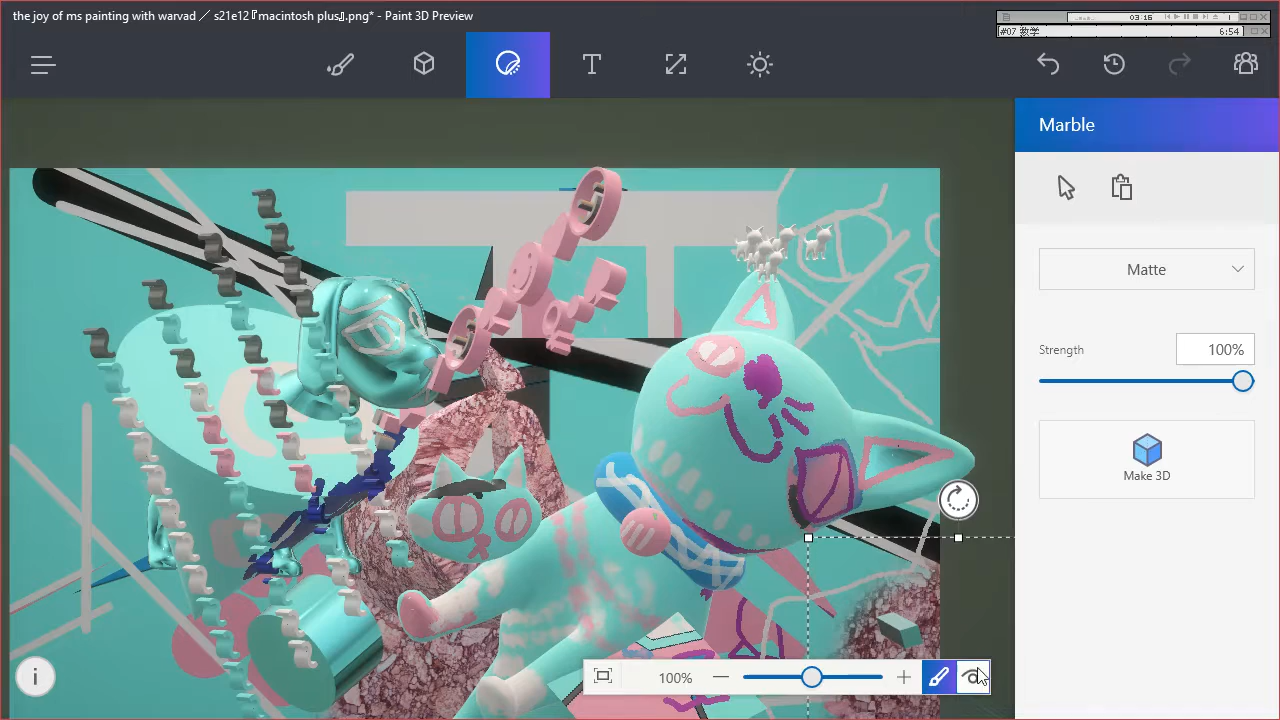 the joy of ms painting with warvad ／ s21e12『macintosh plus』.png* - Paint 3D Preview
03:16
#07 数学
6:54
Marble
Matte
Strength
100%
Make 3D
100%